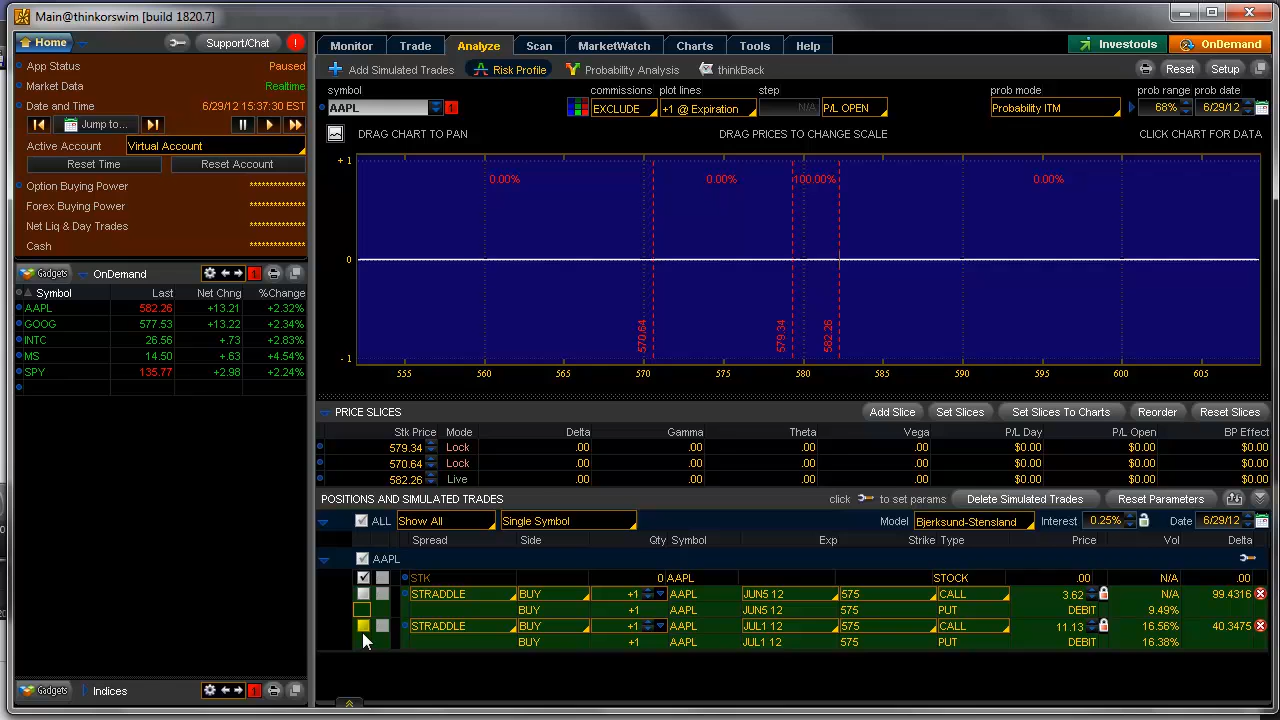 Main@thinkorswim [build 1820.7]
Home Support/Chat !
App Status Paused
Market Data Realtime
Date and Time 6/29/12 15:37:30 EST
Jump to...
Active Account Virtual Account
Reset Time Reset Account
Option Buying Power *************
Forex Buying Power *************
Net Liq & Day Trades *************
Cash *************
Gadgets OnDemand 1
Symbol Last Net Chng %Change
AAPL 582.26 +13.21 +2.32%
GOOG 577.53 +13.22 +2.34%
INTC 26.56 +.73 +2.83%
MS 14.50 +.63 +4.54%
SPY 135.77 +2.98 +2.24%
Gadgets Indices 1
Monitor Trade Analyze Scan MarketWatch Charts Tools Help Investools OnDemand
Add Simulated Trades Risk Profile Probability Analysis thinkBack Reset Setup
symbol commissions plot lines step prob mode prob range prob date
AAPL 1 EXCLUDE +1 @ Expiration N/A P/L OPEN Probability ITM 68% 6/29/12
DRAG CHART TO PAN DRAG PRICES TO CHANGE SCALE CLICK CHART FOR DATA
+1
0.00% 0.00% 100.00% 0.00%
0
570.64 579.34 582.26
-1
555 560 565 570 575 580 585 590 595 600 605
PRICE SLICES Add Slice Set Slices Set Slices To Charts Reorder Reset Slices
Stk Price Mode Delta Gamma Theta Vega P/L Day P/L Open BP Effect
579.34 Lock .00 .00 .00 .00 $0.00 $0.00 $0.00
570.64 Lock .00 .00 .00 .00 $0.00 $0.00 $0.00
582.26 Live .00 .00 .00 .00 $0.00 $0.00 $0.00
POSITIONS AND SIMULATED TRADES click to set params Delete Simulated Trades Reset Parameters
ALL Show All Single Symbol Model Bjerksund-Stensland Interest 0.25% Date 6/29/12
Spread Side Qty Symbol Exp Strike Type Price Vol Delta
AAPL
STK 0 AAPL STOCK .00 N/A .00
STRADDLE BUY +1 AAPL JUN5 12 575 CALL 3.62 N/A 99.4316
BUY +1 AAPL JUN5 12 575 PUT DEBIT 9.49%
STRADDLE BUY +1 AAPL JUL1 12 575 CALL 11.13 16.56% 40.3475
BUY +1 AAPL JUL1 12 575 PUT DEBIT 16.38%